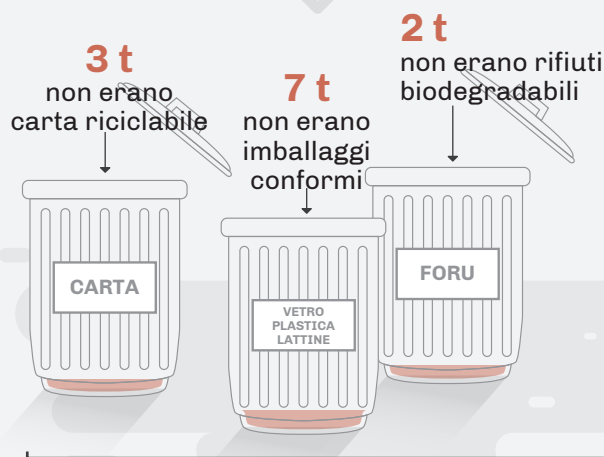 3 t
non erano
carta riciclabile
7 t
non erano
imballaggi
conformi
2 t
non erano rifiuti
biodegradabili
CARTA
VETRO
PLASTICA
LATTINE
FORU